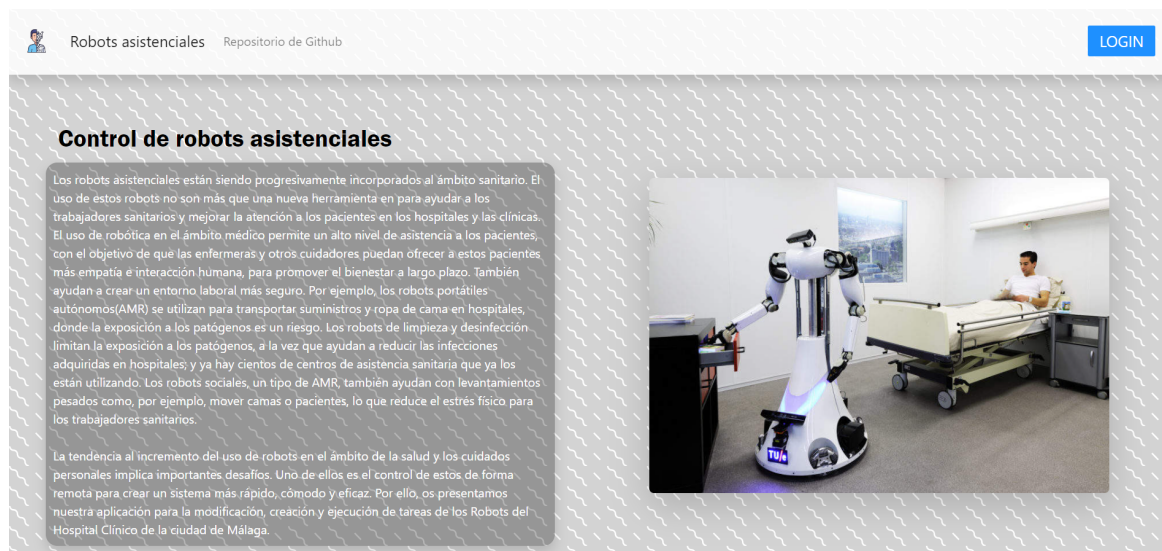 Robots asistenciales Repositorio de Github LOGIN
Control de robots asistenciales
Los robots asistenciales están siendo progresivamente incorporados al ámbito sanitario. El
uso de estos robots no son más que una nueva herramienta en para ayudar a los
trabajadores sanitarios y mejorar la atención a los pacientes en los hospitales y las clínicas.
El uso de robótica en el ámbito médico permite un alto nivel de asistencia a los pacientes,
con el objetivo de que las enfermeras y otros cuidadores puedan ofrecer a estos pacientes
más empatía e interacción humana, para promover el bienestar a largo plazo. También
ayudan a crear un entorno laboral más seguro. Por ejemplo, los robots portátiles
autónomos(AMR) se utilizan para transportar suministros y ropa de cama en hospitales,
donde la exposición a los patógenos es un riesgo. Los robots de limpieza y desinfección
limitan la exposición a los patógenos, a la vez que ayudan a reducir las infecciones
adquiridas en hospitales; y ya hay cientos de centros de asistencia sanitaria que ya los
están utilizando. Los robots sociales, un tipo de AMR, también ayudan con levantamientos
pesados como, por ejemplo, mover camas o pacientes, lo que reduce el estrés físico para
los trabajadores sanitarios.
La tendencia al incremento del uso de robots en el ámbito de la salud y los cuidados
personales implica importantes desafíos. Uno de ellos es el control de estos de forma
remota para crear un sistema más rápido, cómodo y eficaz. Por ello, os presentamos
nuestra aplicación para la modificación, creación y ejecución de tareas de los Robots del
Hospital Clínico de la ciudad de Málaga.
TU/e